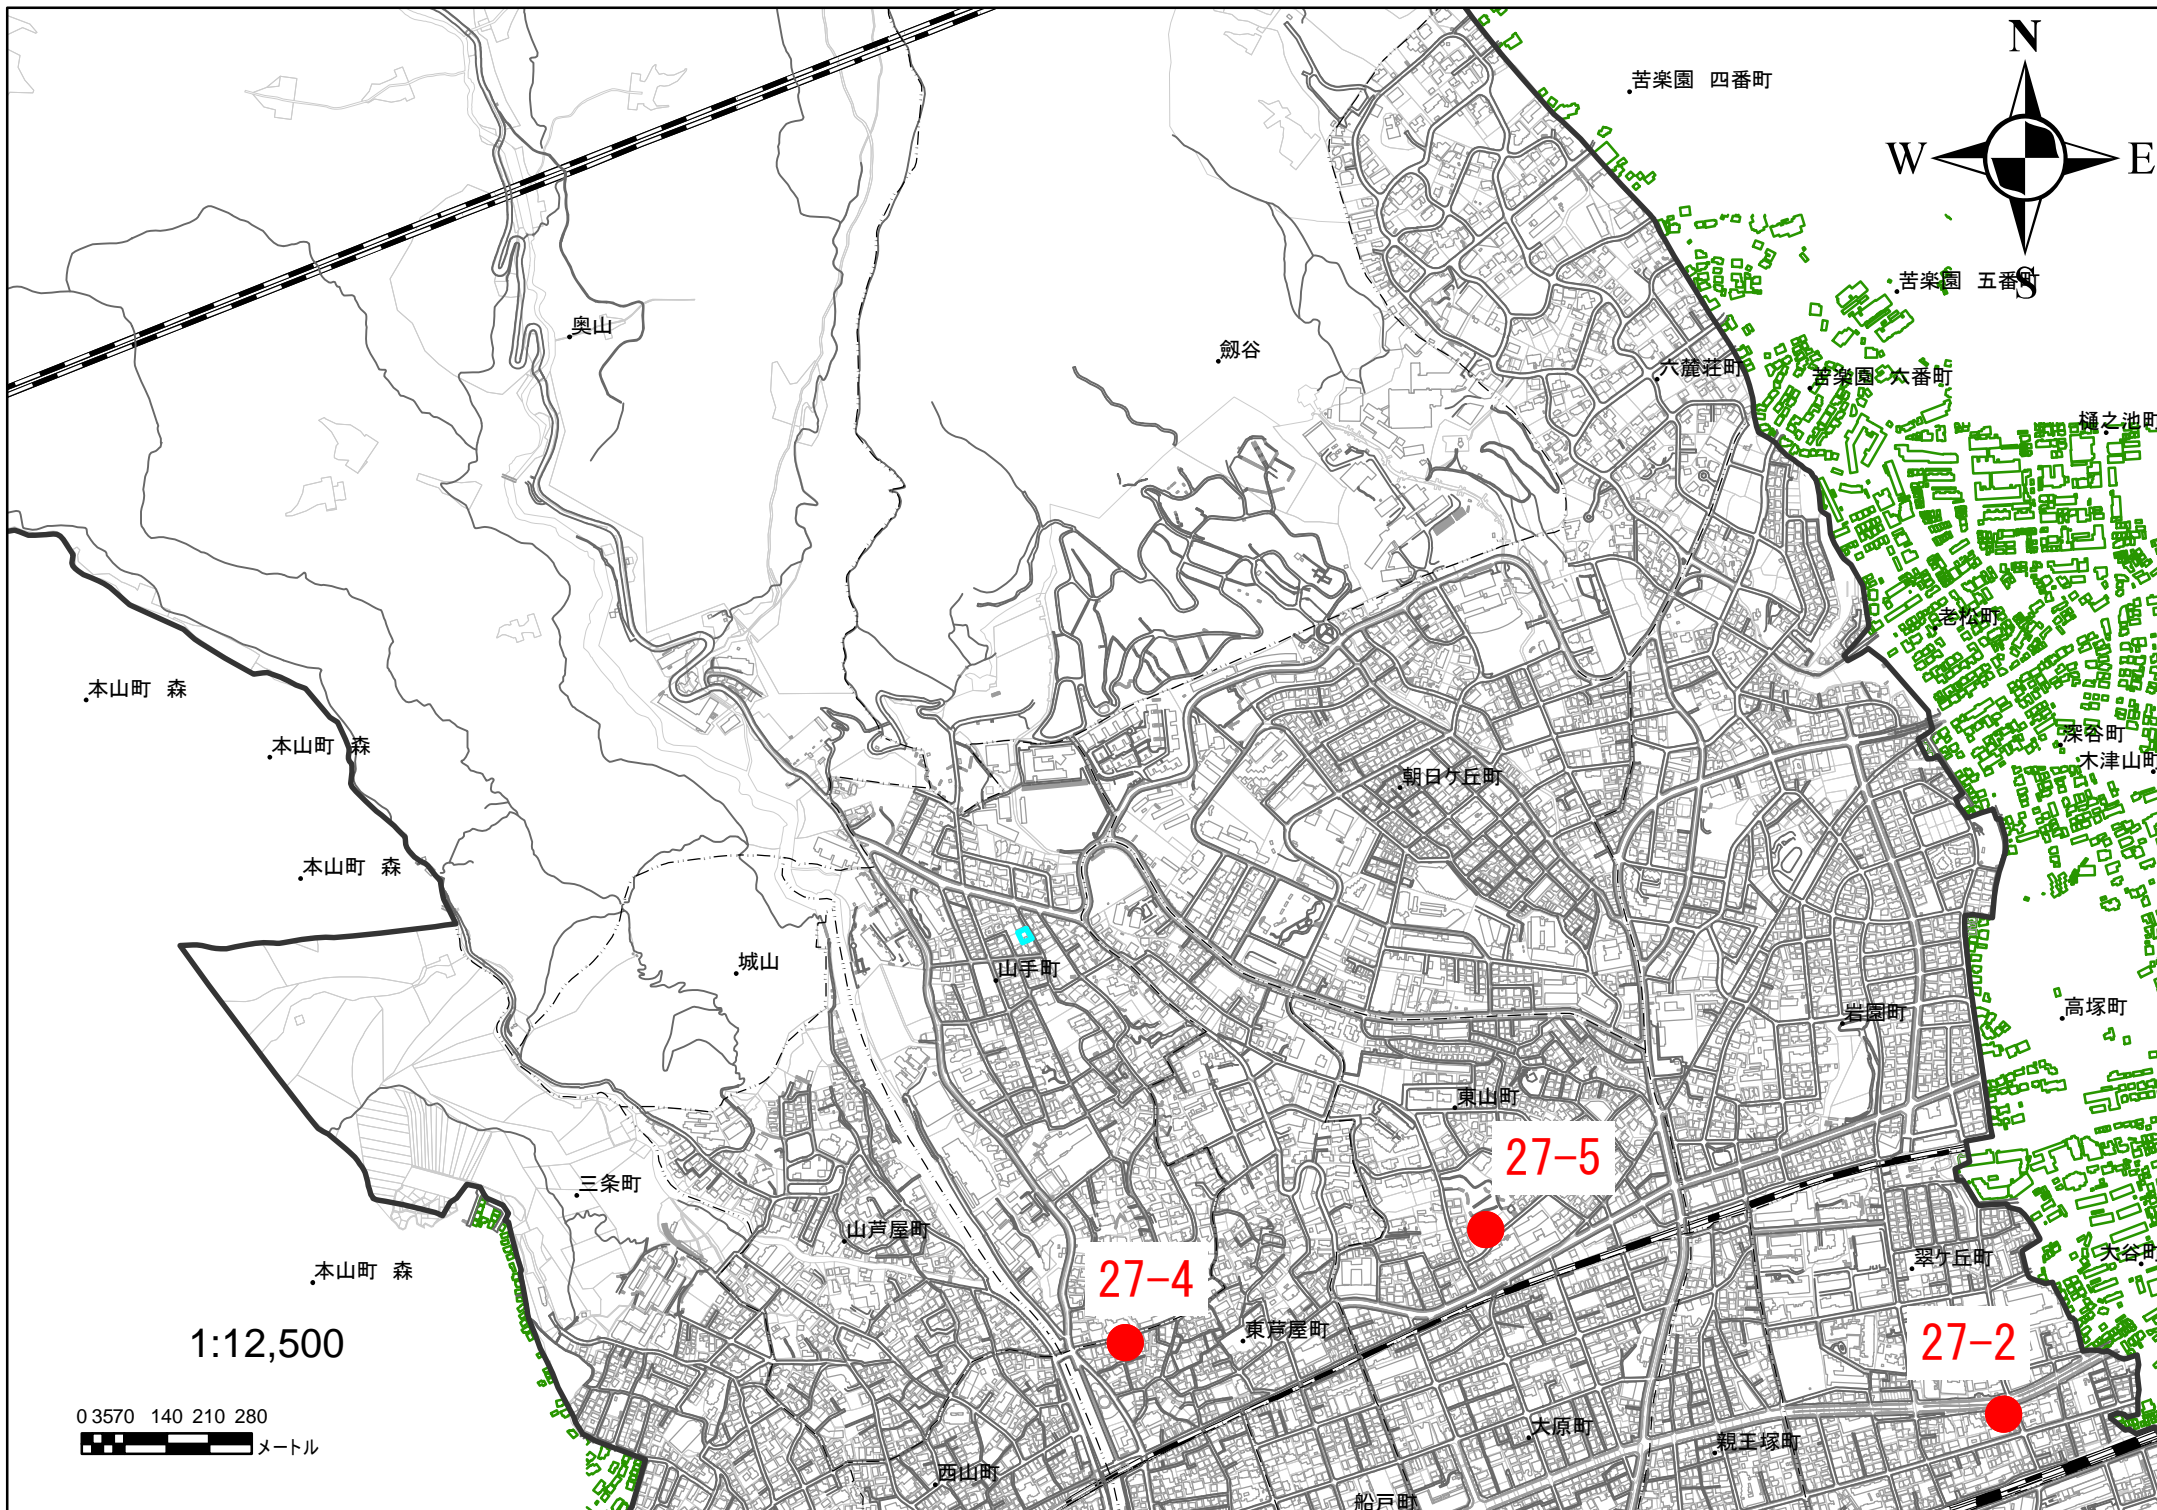 N
苦楽園 四番町
W
E
苦楽園 五番町
S
奥山
剱谷
六麓荘町
苦楽園 六番町
樋之池町
老松町
本山町 森
深谷町
本山町 森
木津山町
朝日ケ丘町
本山町 森
城山
山手町
高塚町
岩園町
東山町
27-5
三条町
山芦屋町
大谷町
翠ケ丘町
本山町 森
27-4
東芦屋町
27-2
1:12,500
0 35 70 140 210 280
メートル
大原町
親王塚町
西山町
船戸町